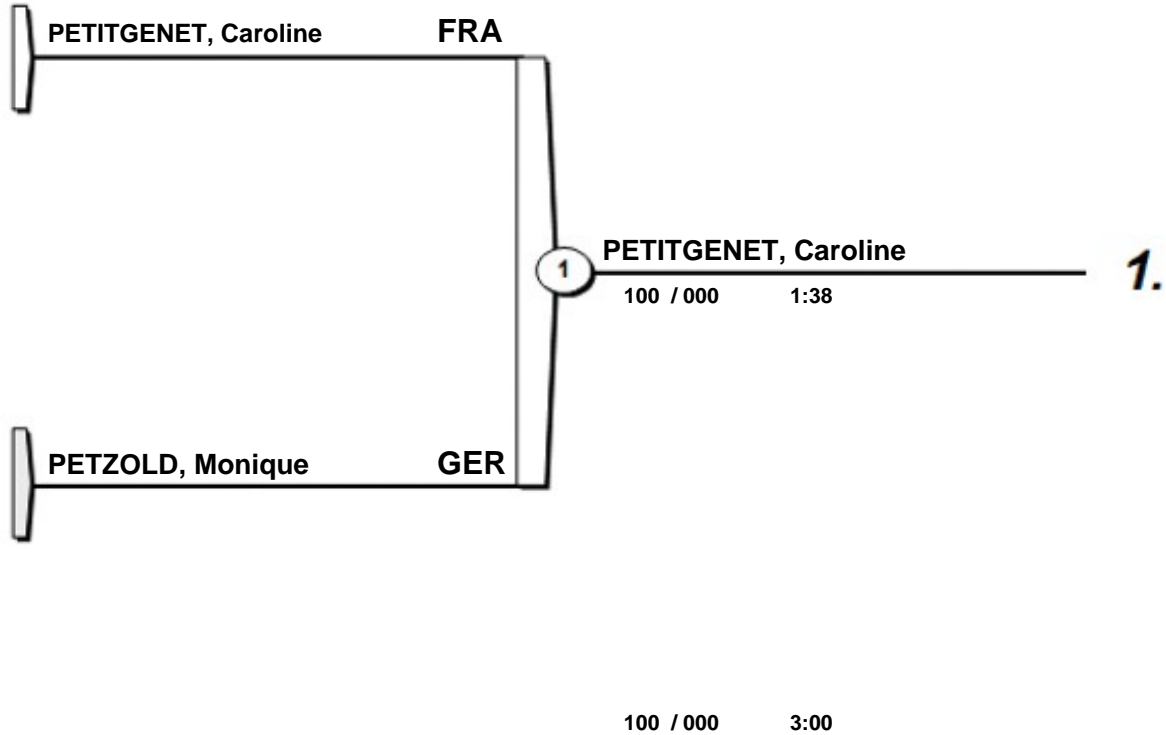 PETITGENET, Caroline FRA
PETITGENET, Caroline
1
1.
100 / 000 1:38
PETZOLD, Monique GER
100 / 000 3:00